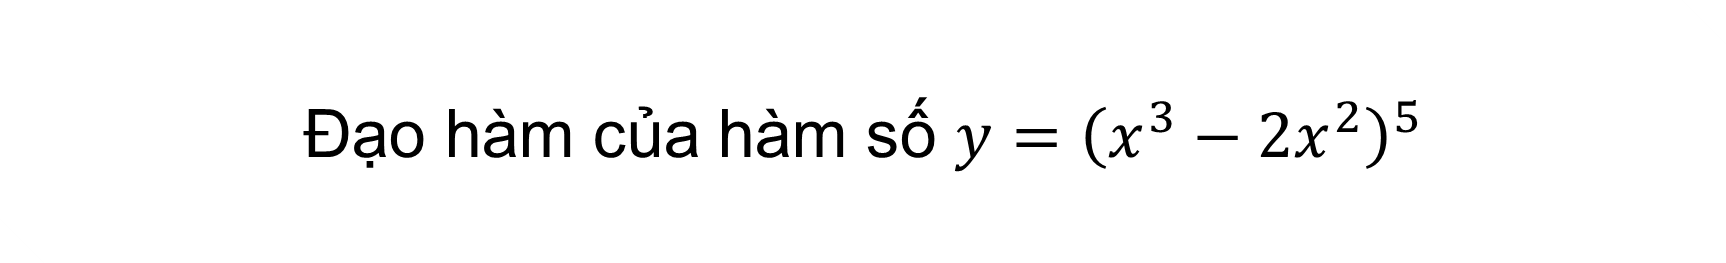 Đạo hàm của hàm số y = (x³ − 2x²)⁵